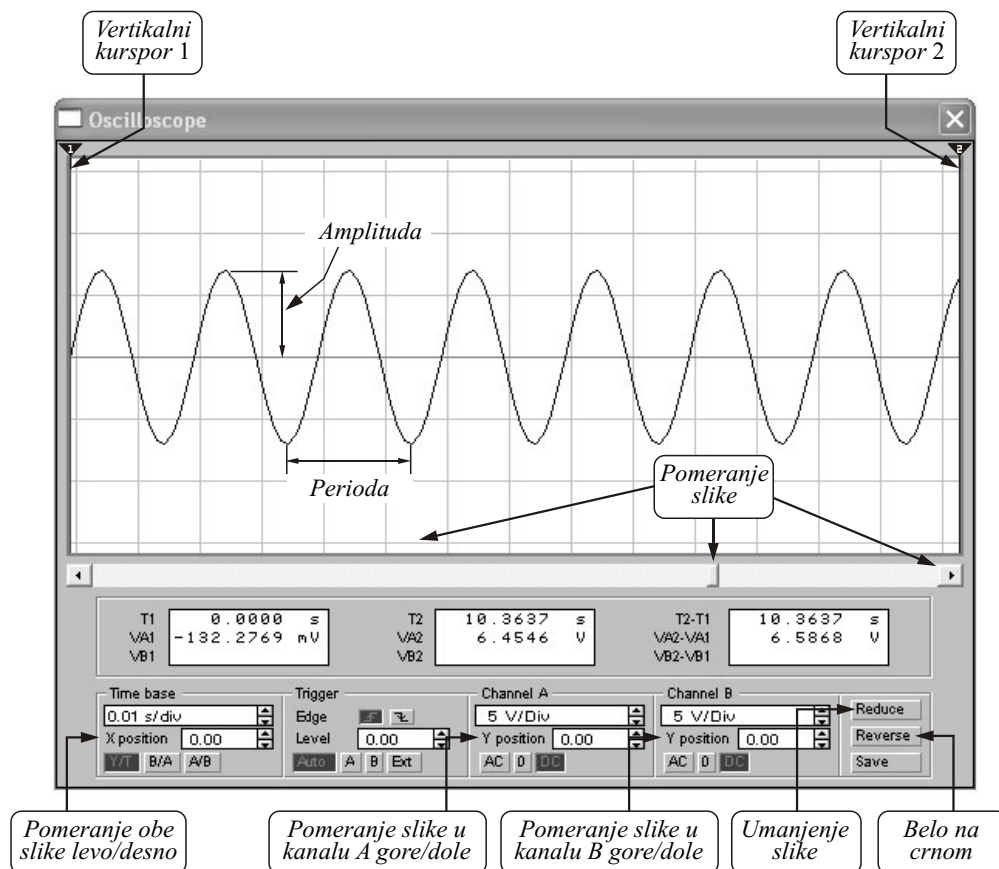 Vertikalni
kurspor 1
Vertikalni
kurspor 2
Oscilloscope
1
2
Amplituda
Perioda
Pomeranje
slike
T1 0.0000 s
VA1 -132.2769 mV
VB1
T2 10.3637 s
VA2 6.4546 V
VB2
T2-T1 10.3637 s
VA2-VA1 6.5868 V
VB2-VB1
Time base
0.01 s/div
X position 0.00
Y/T B/A A/B
Trigger
Edge
Level 0.00
Auto A B Ext
Channel A
5 V/Div
Y position 0.00
AC 0 DC
Channel B
5 V/Div
Y position 0.00
AC 0 DC
Reduce
Reverse
Save
Pomeranje obe
slike levo/desno
Pomeranje slike u
kanalu A gore/dole
Pomeranje slike u
kanalu B gore/dole
Umanjenje
slike
Belo na
crnom